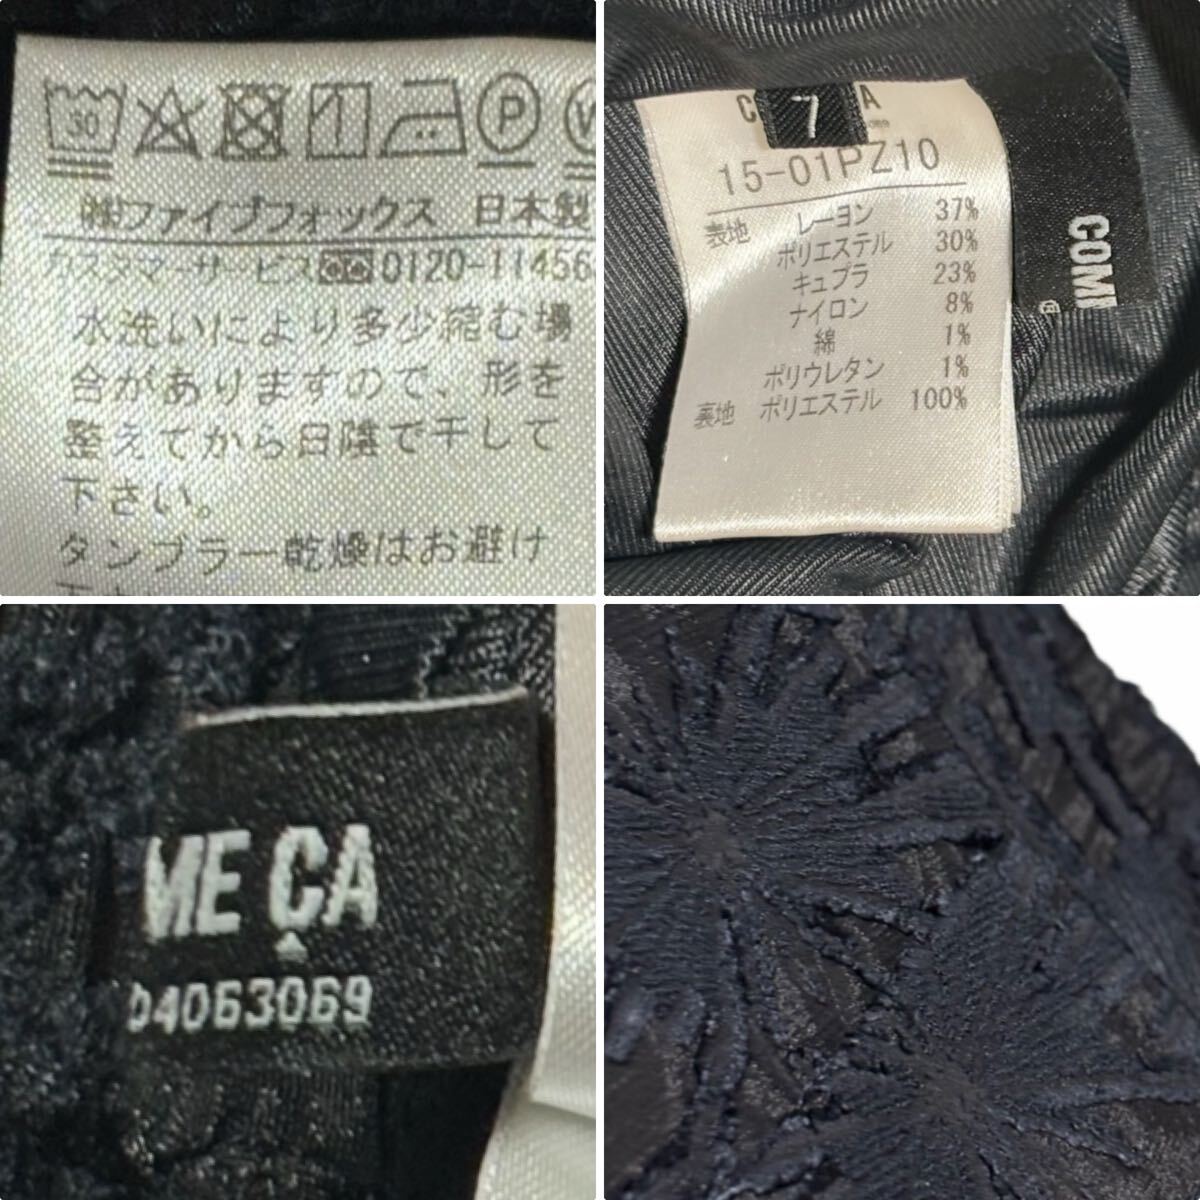 30
P
㈱ファイブフォックス 日本製
カスタマーサービス 0120-114563
水洗いにより多少縮む場
合がありますので、形を
整えてから日陰で干して
下さい。
タンブラー乾燥はお避け
C 7 A
15-01PZ10
表地 レーヨン 37%
ポリエステル 30%
キュプラ 23%
ナイロン 8%
綿 1%
ポリウレタン 1%
裏地 ポリエステル 100%
COM
ME ÇA
04063069